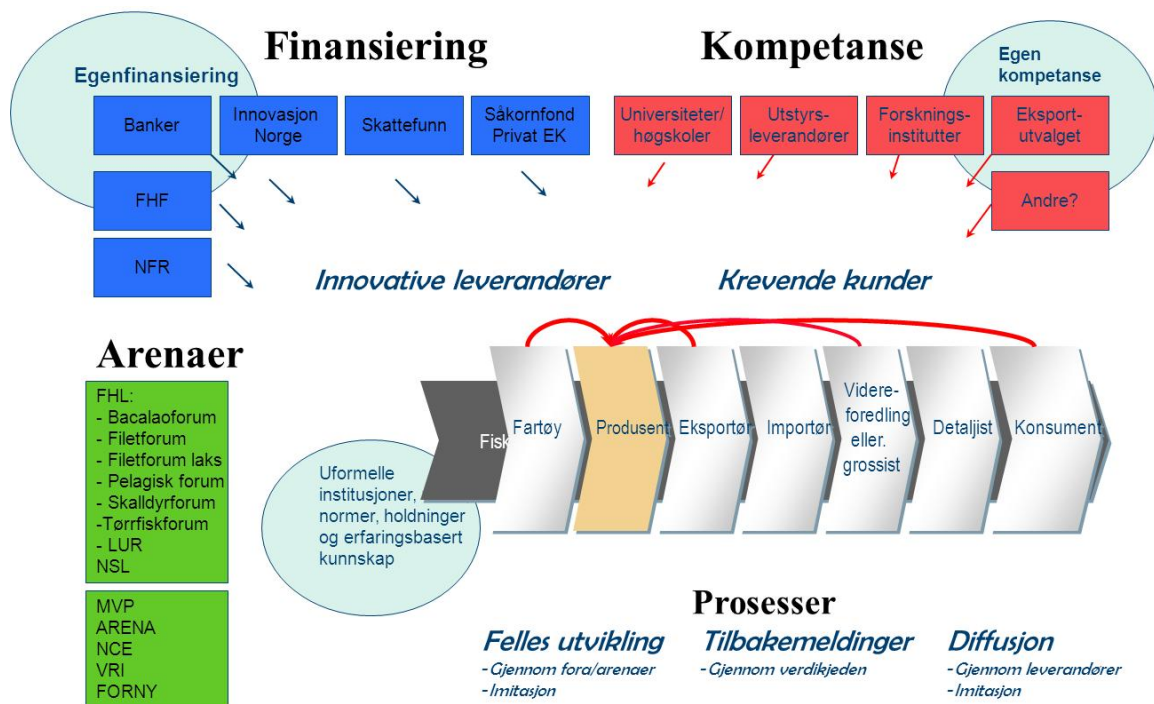 Finansiering
Kompetanse
Egenfinansiering
Egen
kompetanse
Banker
Innovasjon
Norge
Skattefunn
Såkornfond
Privat EK
Universiteter/
høgskoler
Utstyrs-
leverandører
Forsknings-
institutter
Eksport-
utvalget
FHF
Andre?
NFR
Innovative leverandører
Krevende kunder
Arenaer
FHL:
- Bacalaoforum
- Filetforum
- Filetforum laks
- Pelagisk forum
- Skalldyrforum
-Tørrfiskforum
- LUR
NSL
MVP
ARENA
NCE
VRI
FORNY
Uformelle
institusjoner,
normer, holdninger
og erfaringsbasert
kunnskap
Fisk
Fartøy
Produsent
Eksportør
Importør
Videre-
foredling
eller.
grossist
Detaljist
Konsument
Prosesser
Felles utvikling
- Gjennom fora/arenaer
- Imitasjon
Tilbakemeldinger
- Gjennom verdikjeden
Diffusjon
- Gjennom leverandører
- Imitasjon